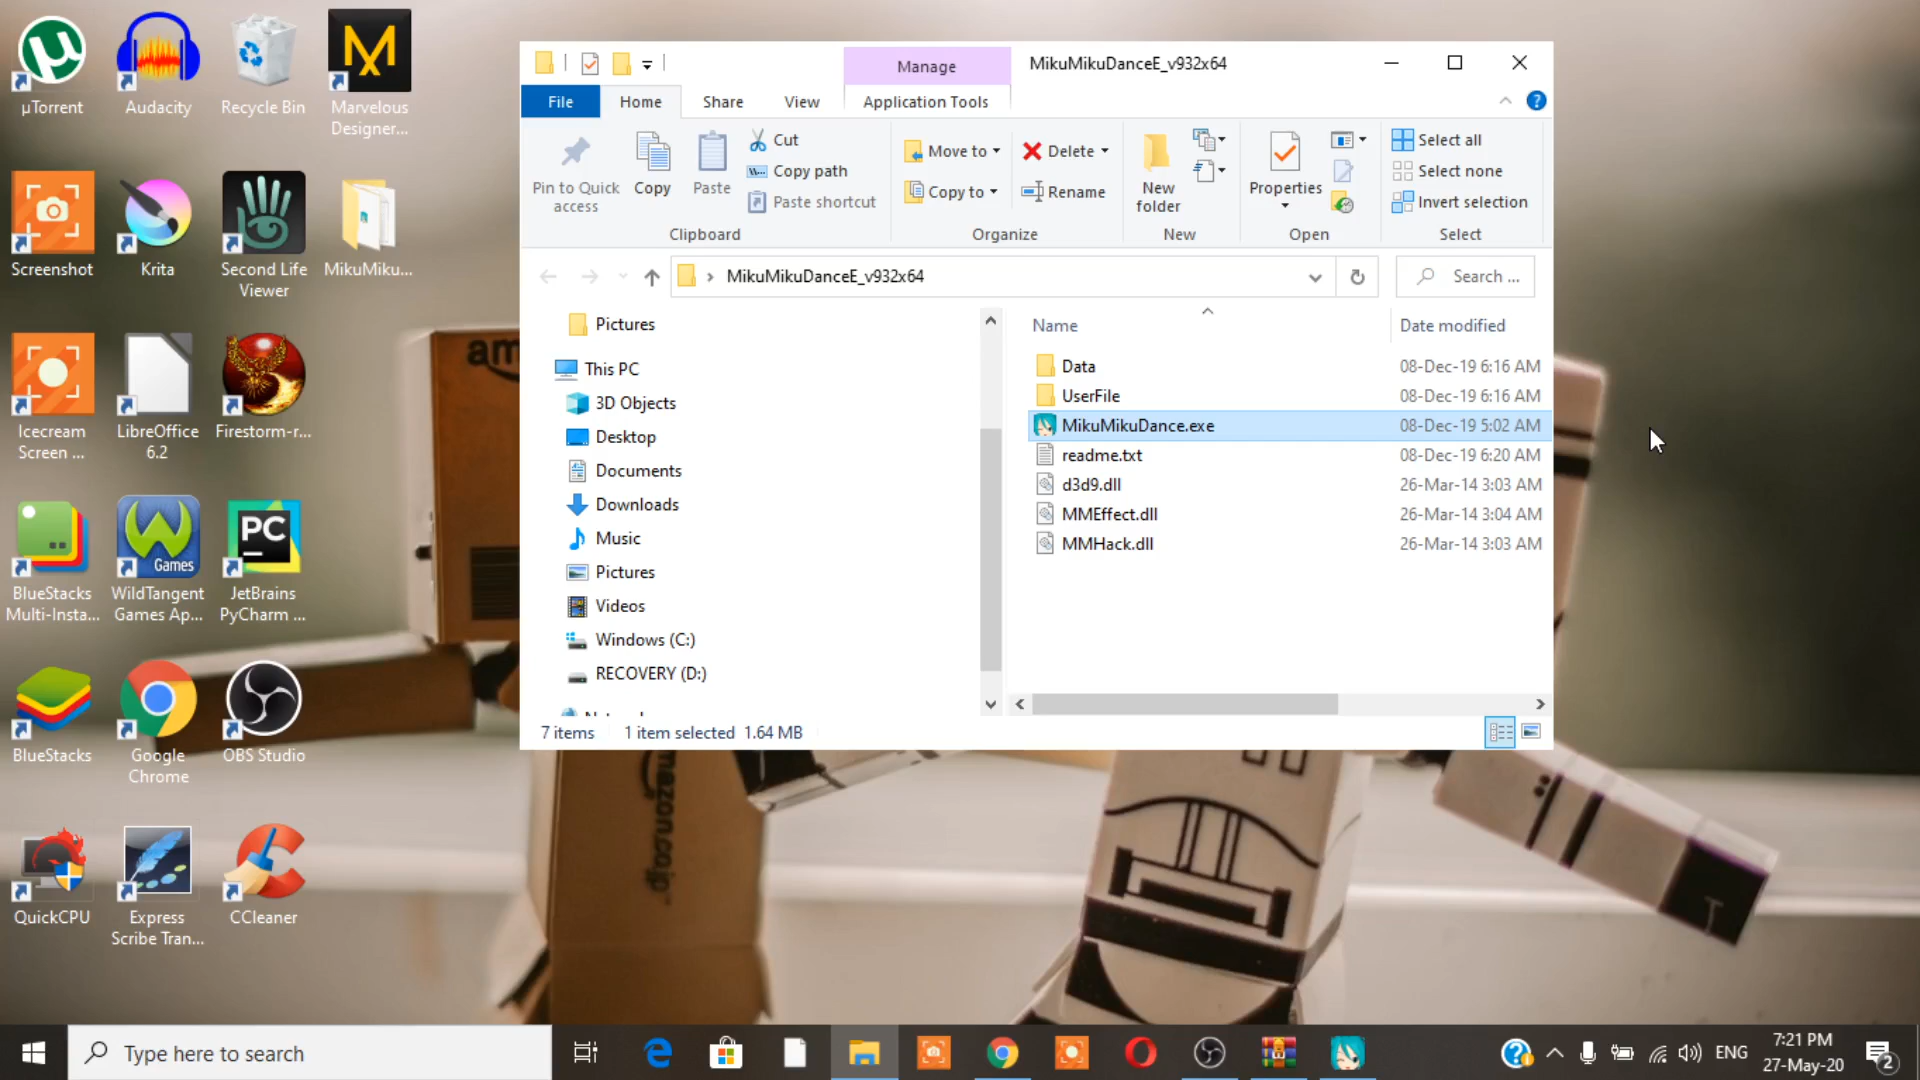 µTorrent
Audacity
Recycle Bin
Marvelous
Designer...
Screenshot
Krita
Second Life
Viewer
MikuMiku...
Icecream
Screen ...
LibreOffice
6.2
Firestorm-r...
BlueStacks
Multi-Insta...
Games
WildTangent
Games Ap...
PC
JetBrains
PyCharm ...
BlueStacks
Google
Chrome
OBS Studio
QuickCPU
Express
Scribe Tran...
CCleaner
Manage
MikuMikuDanceE_v932x64
File
Home
Share
View
Application Tools
Pin to Quick
access
Copy
Paste
Cut
Copy path
Paste shortcut
Clipboard
Move to
Copy to
Delete
Rename
Organize
New
folder
New
Properties
Open
Select all
Select none
Invert selection
Select
MikuMikuDanceE_v932x64
Search ...
Pictures
This PC
3D Objects
Desktop
Documents
Downloads
Music
Pictures
Videos
Windows (C:)
RECOVERY (D:)
Name Date modified
Data 08-Dec-19 6:16 AM
UserFile 08-Dec-19 6:16 AM
MikuMikuDance.exe 08-Dec-19 5:02 AM
readme.txt 08-Dec-19 6:20 AM
d3d9.dll 26-Mar-14 3:03 AM
MMEffect.dll 26-Mar-14 3:04 AM
MMHack.dll 26-Mar-14 3:03 AM
7 items 1 item selected 1.64 MB
am
mazon.co.jp
Type here to search
ENG
7:21 PM
27-May-20
2